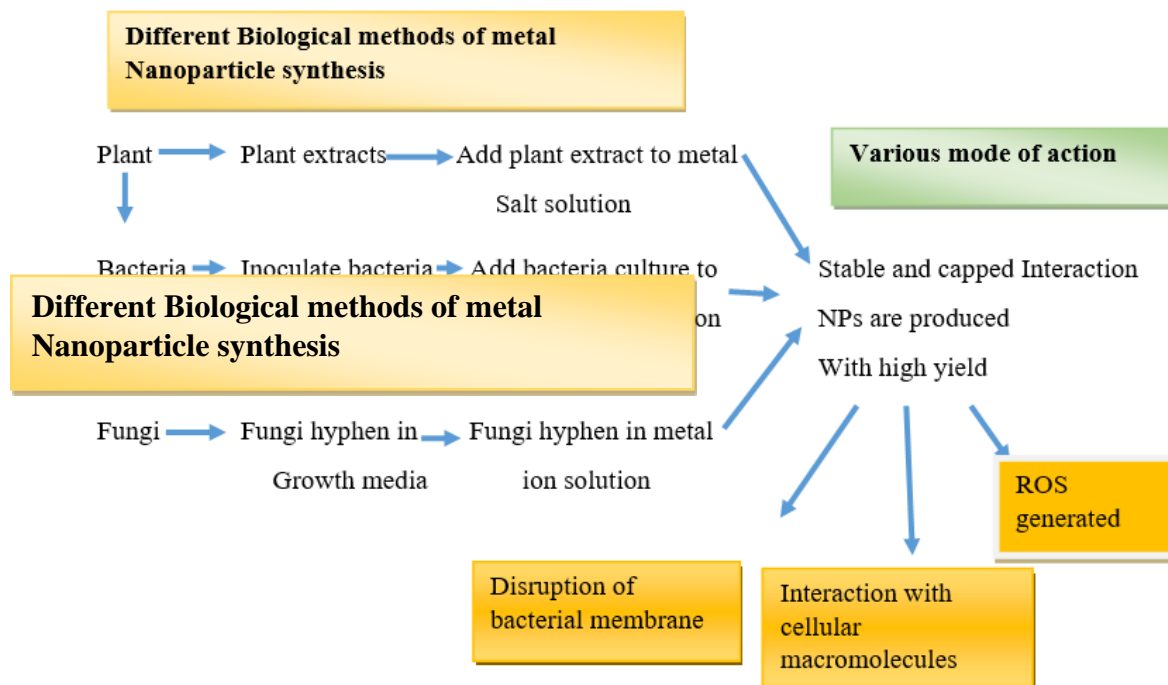 Different Biological methods of metal
Nanoparticle synthesis
Plant Plant extracts Add plant extract to metal
Salt solution
Various mode of action
Bacteria Inoculate bacteria Add bacteria culture to
Different Biological methods of metal
Nanoparticle synthesis
on
Stable and capped Interaction
NPs are produced
With high yield
Fungi Fungi hyphen in Fungi hyphen in metal
Growth media ion solution
ROS
generated
Disruption of
bacterial membrane
Interaction with
cellular
macromolecules